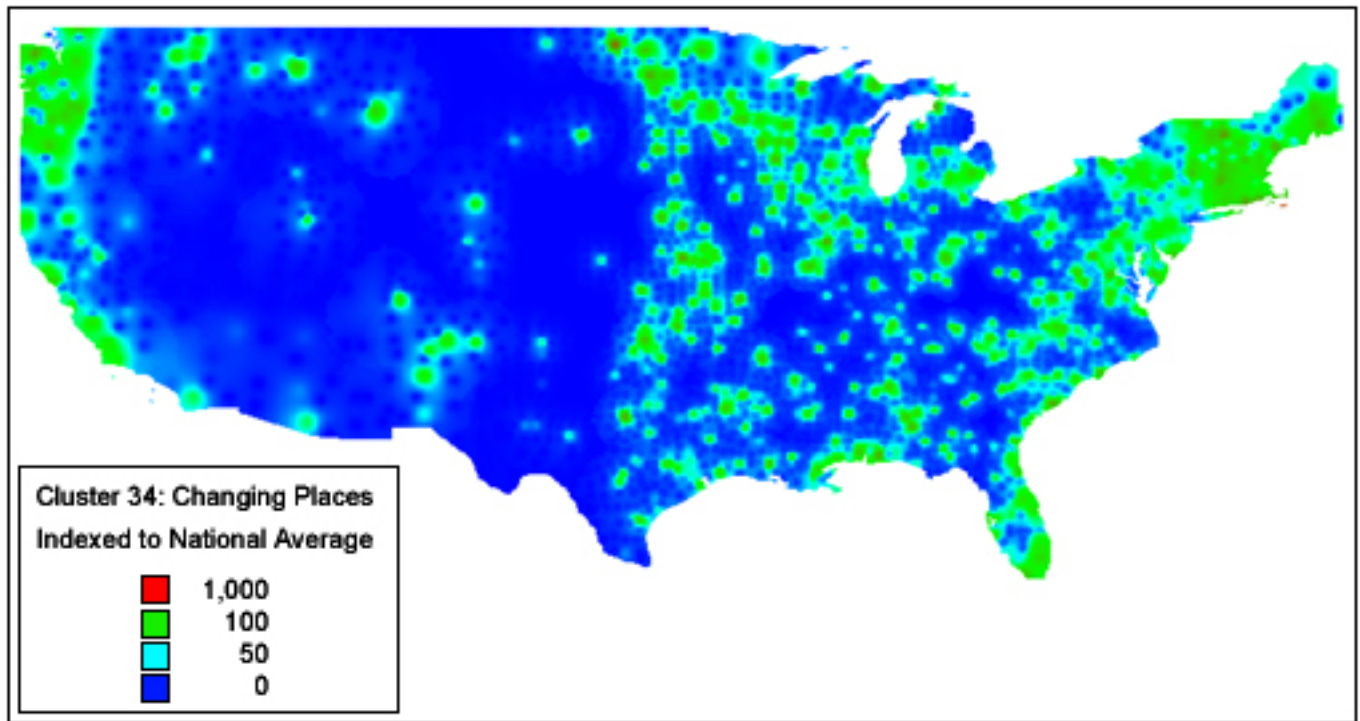 Cluster 34: Changing Places
Indexed to National Average
1,000
100
50
0